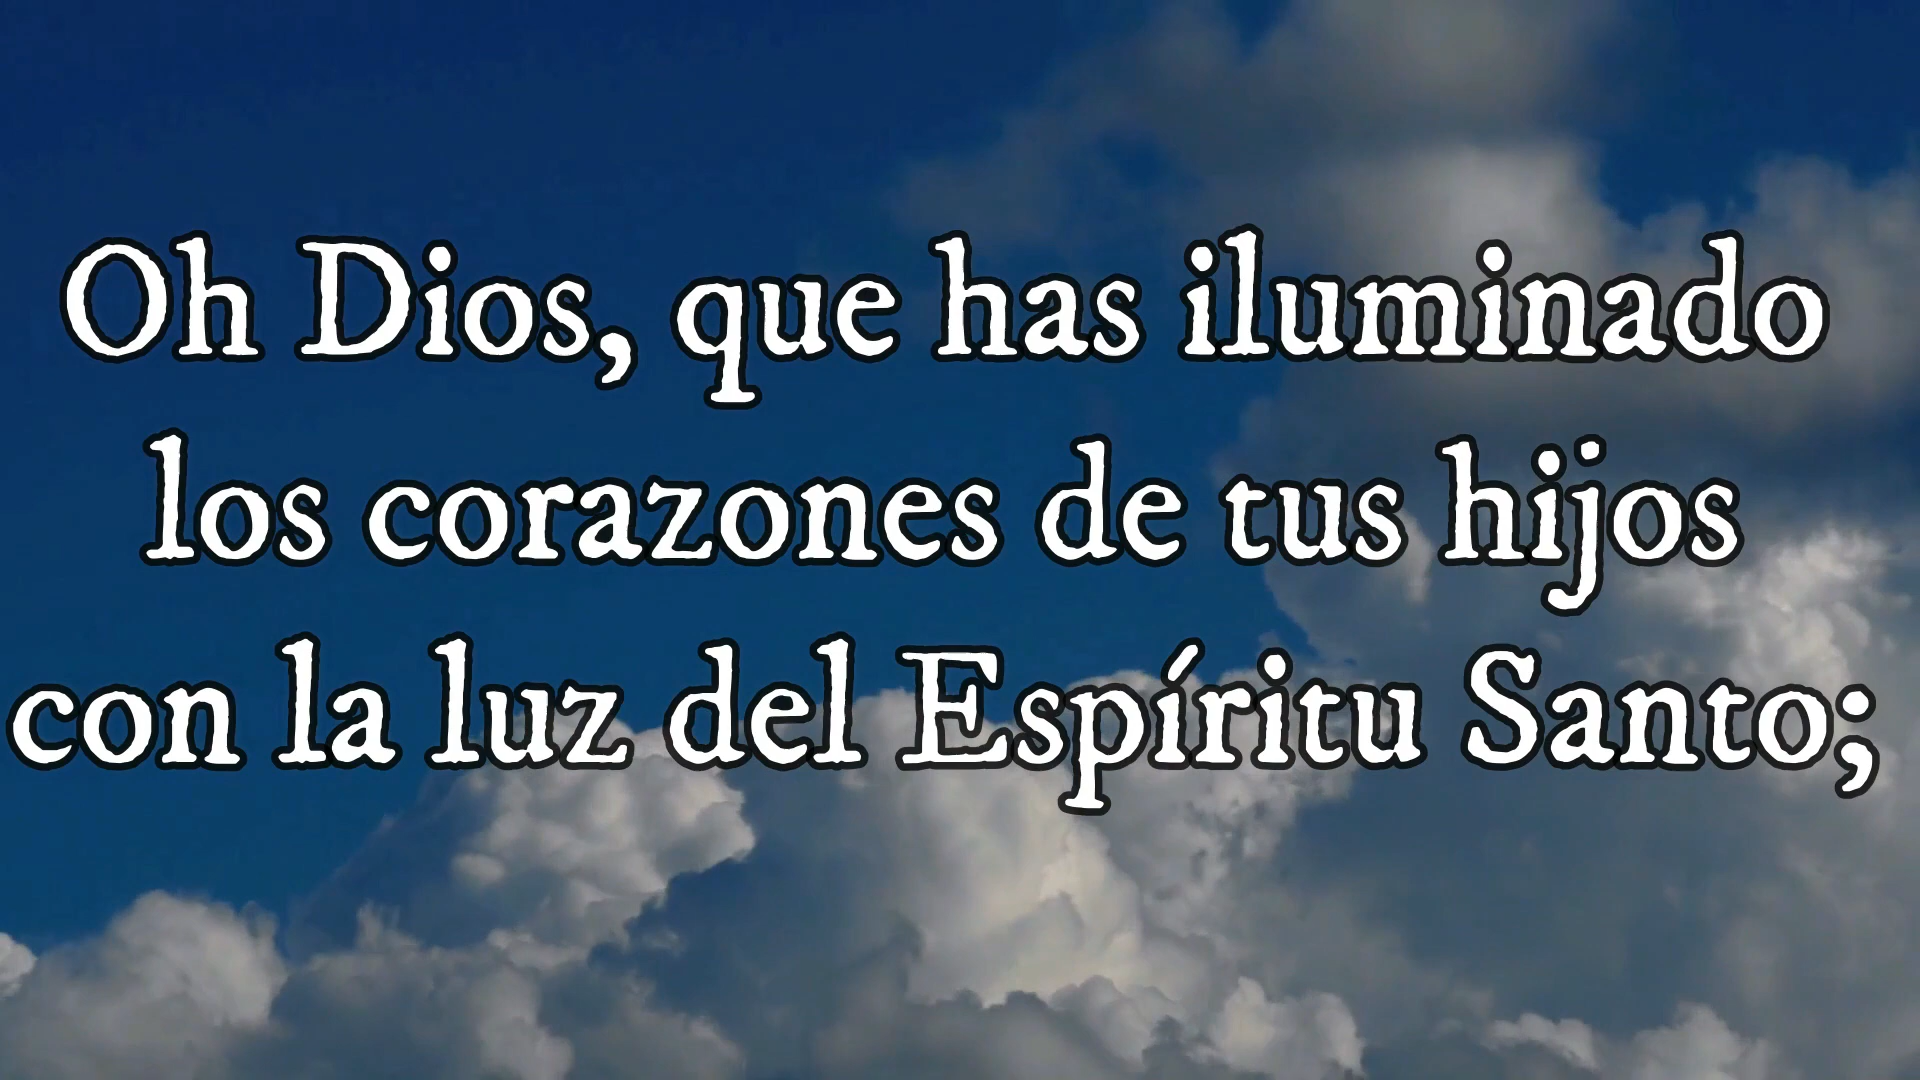 Oh Dios, que has iluminado
los corazones de tus hijos
con la luz del Espíritu Santo;